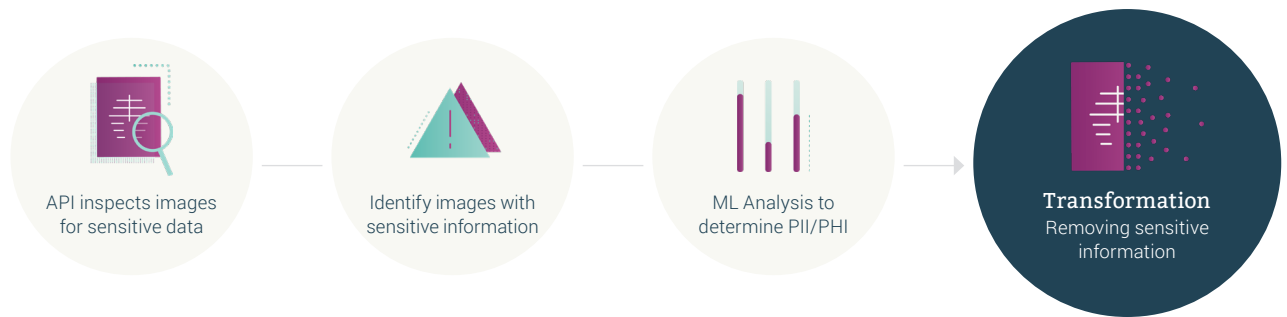 API inspects images
for sensitive data
Identify images with
sensitive information
ML Analysis to
determine PII/PHI
Transformation
Removing sensitive
information